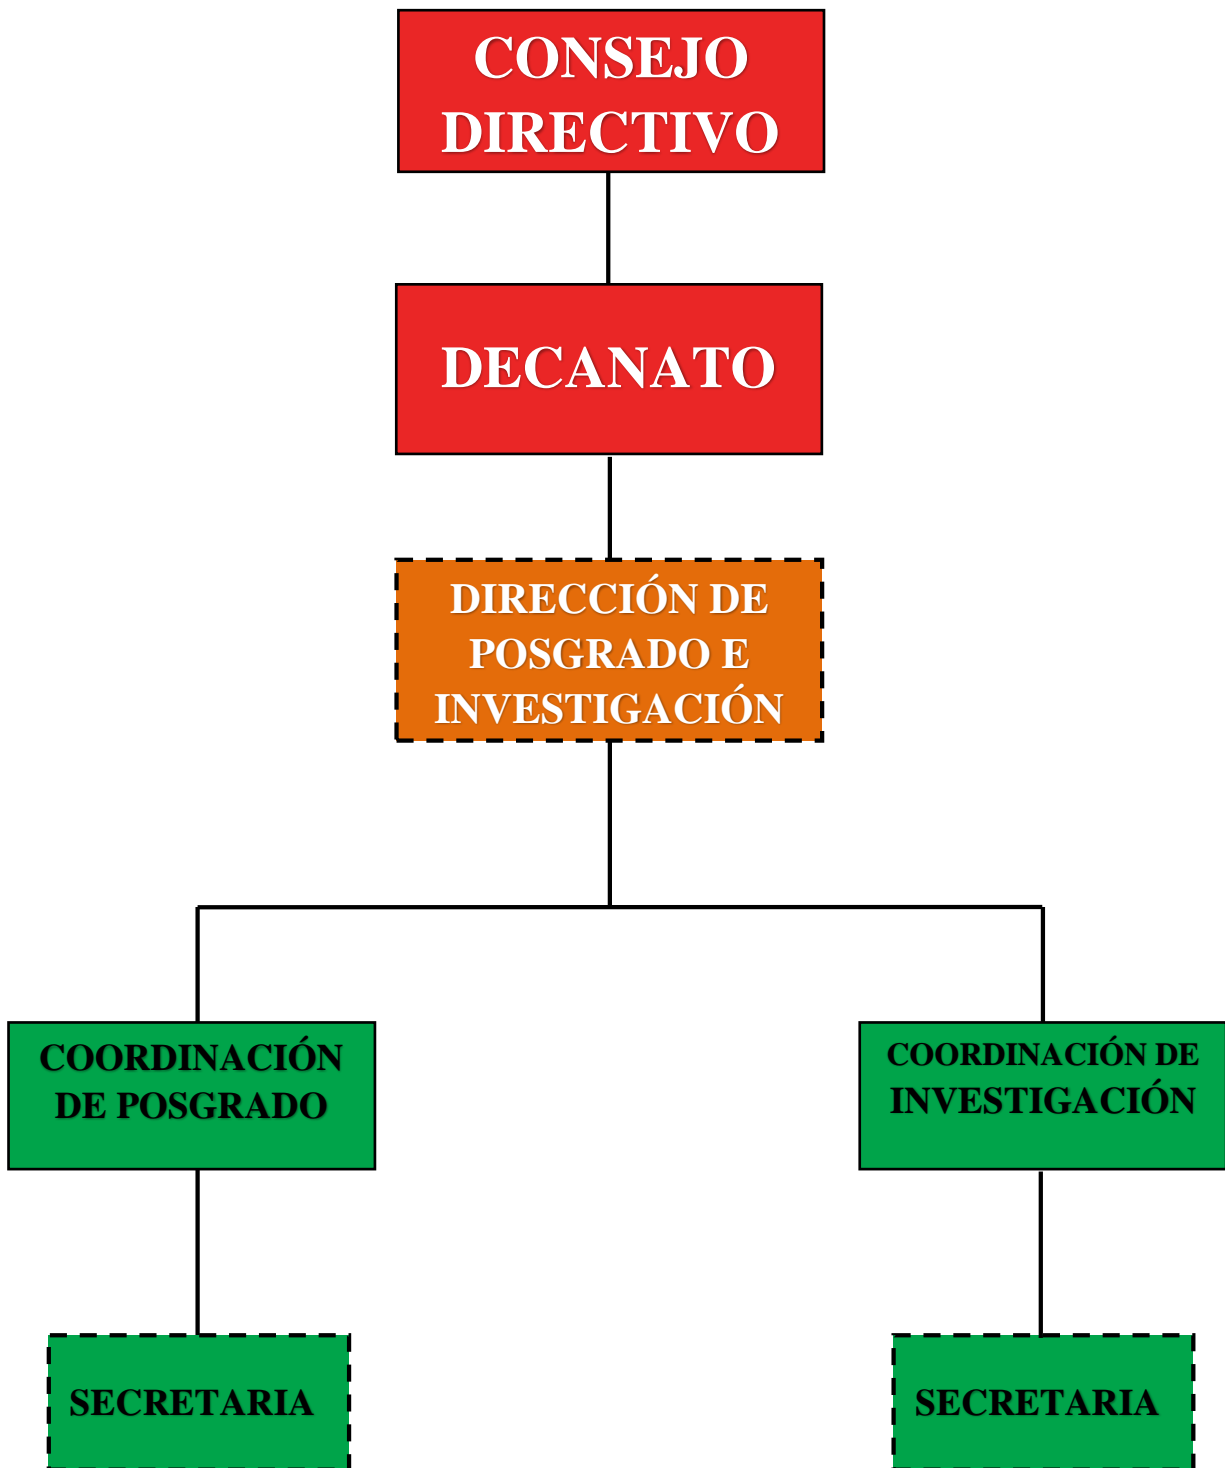 CONSEJO
DIRECTIVO
DECANATO
DIRECCIÓN DE
POSGRADO E
INVESTIGACIÓN
COORDINACIÓN
DE POSGRADO
COORDINACIÓN DE
INVESTIGACIÓN
SECRETARIA
SECRETARIA